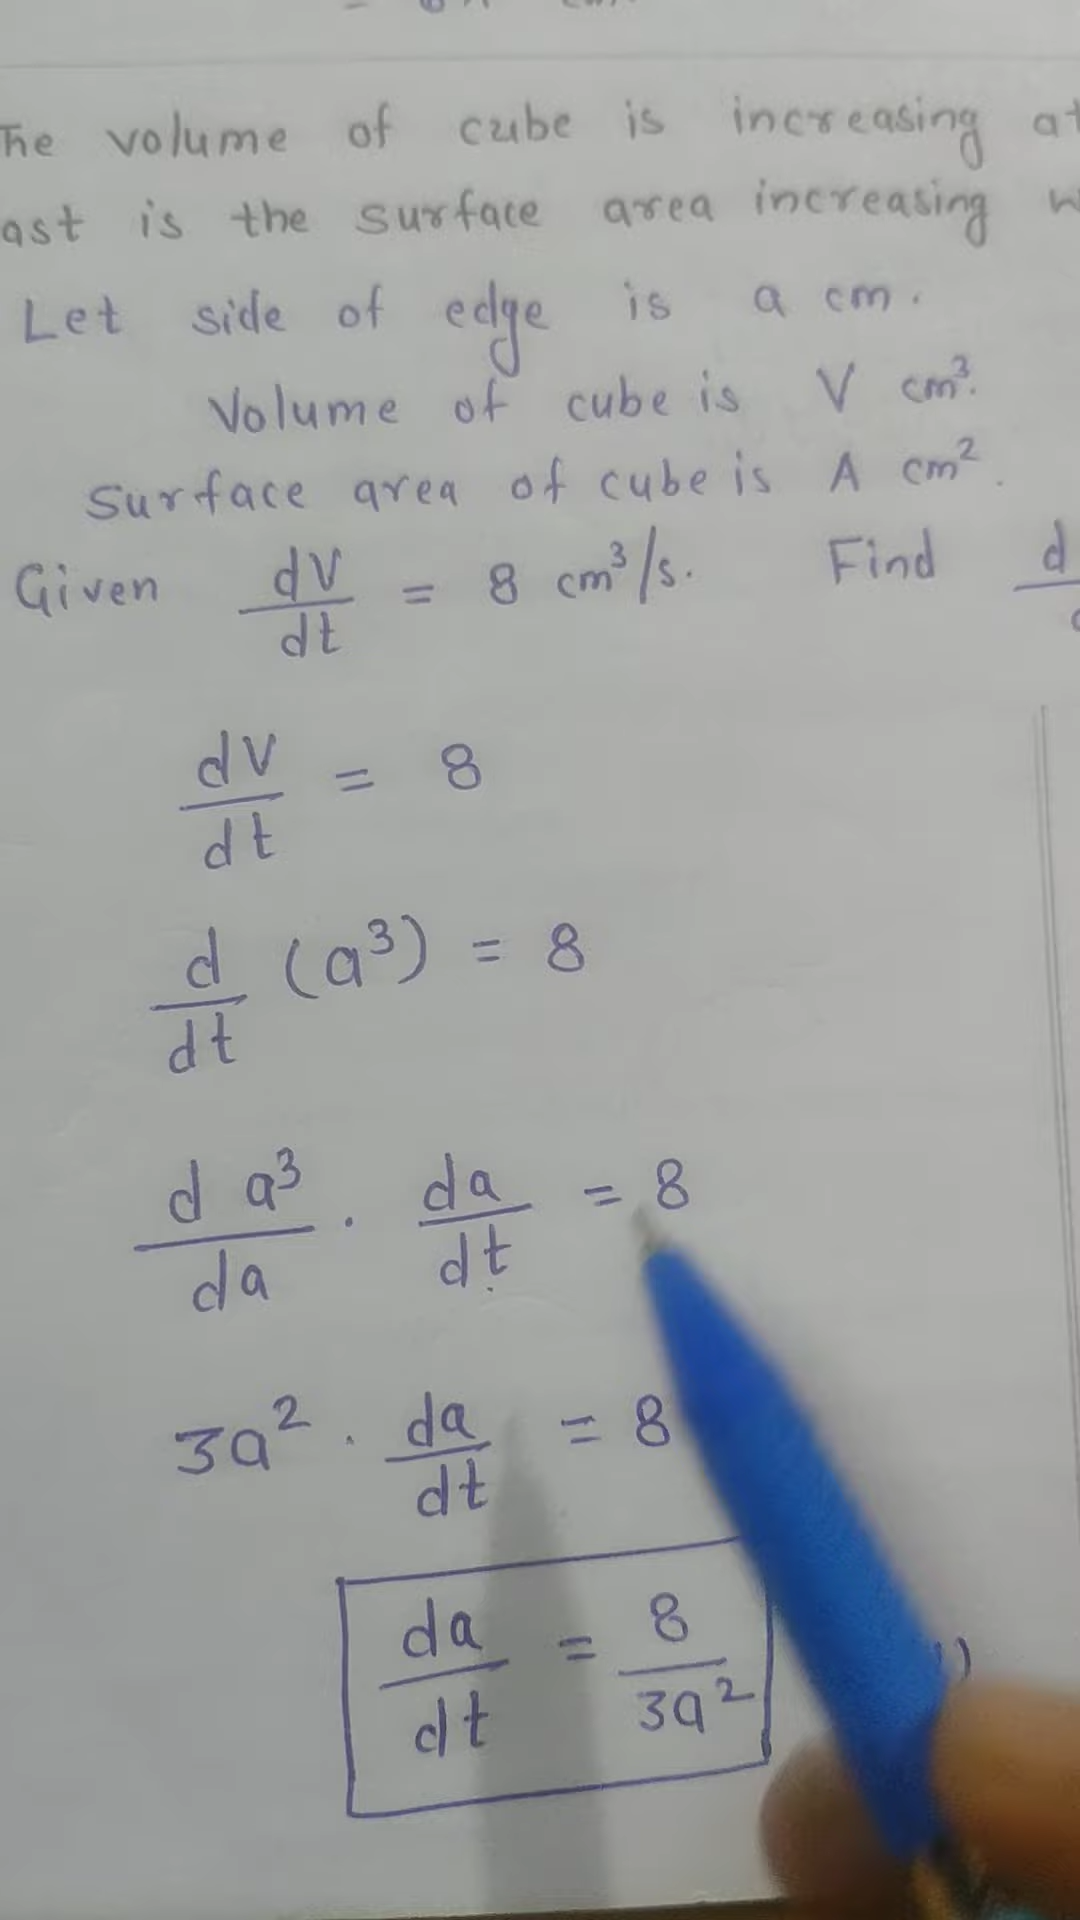 The volume of cube is increasing at
ast is the surface area increasing
Let side of edge is a cm.
Volume of cube is V cm³.
Surface area of cube is A cm².
Given dV/dt = 8 cm³/s. Find d
dV/dt = 8
d/dt (a³) = 8
d a³/da · da/dt = 8
3a² · da/dt = 8
da/dt = 8/3a²